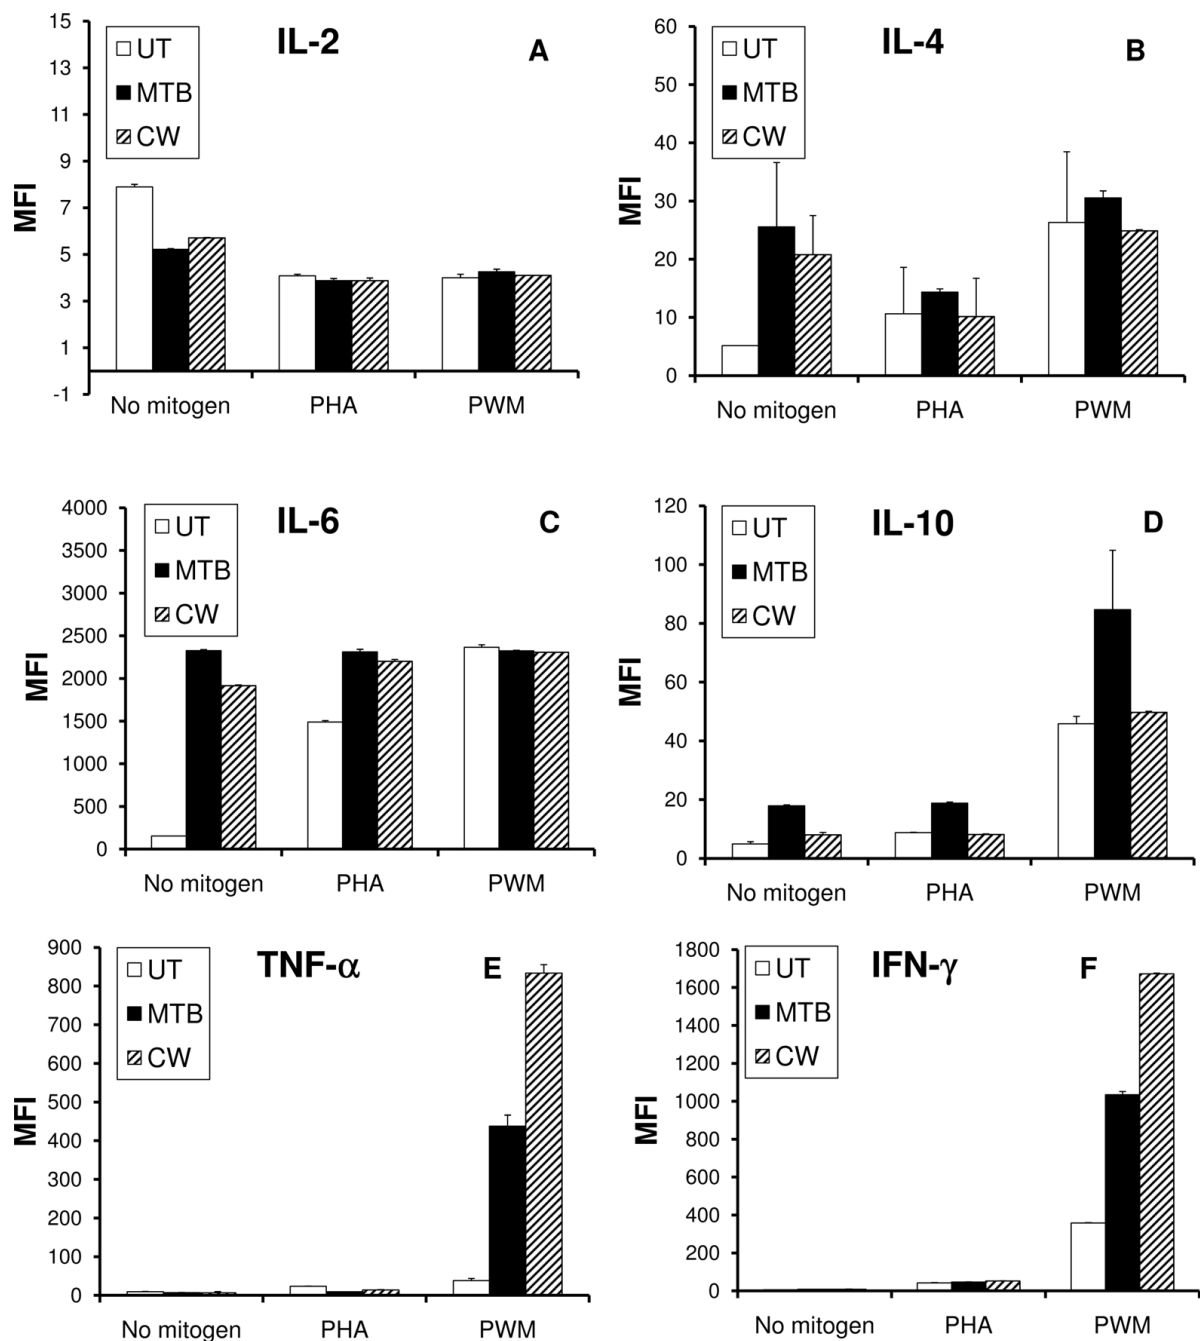 IL-2
A
UT
MTB
CW
15
13
11
9
7
5
3
1
-1
MFI
No mitogen PHA PWM
IL-4
B
UT
MTB
CW
60
50
40
30
20
10
0
MFI
No mitogen PHA PWM
IL-6
C
UT
MTB
CW
4000
3500
3000
2500
2000
1500
1000
500
0
MFI
No mitogen PHA PWM
IL-10
D
UT
MTB
CW
120
100
80
60
40
20
0
MFI
No mitogen PHA PWM
TNF-α
E
UT
MTB
CW
900
800
700
600
500
400
300
200
100
0
MFI
No mitogen PHA PWM
IFN-γ
F
UT
MTB
CW
1800
1600
1400
1200
1000
800
600
400
200
0
MFI
No mitogen PHA PWM